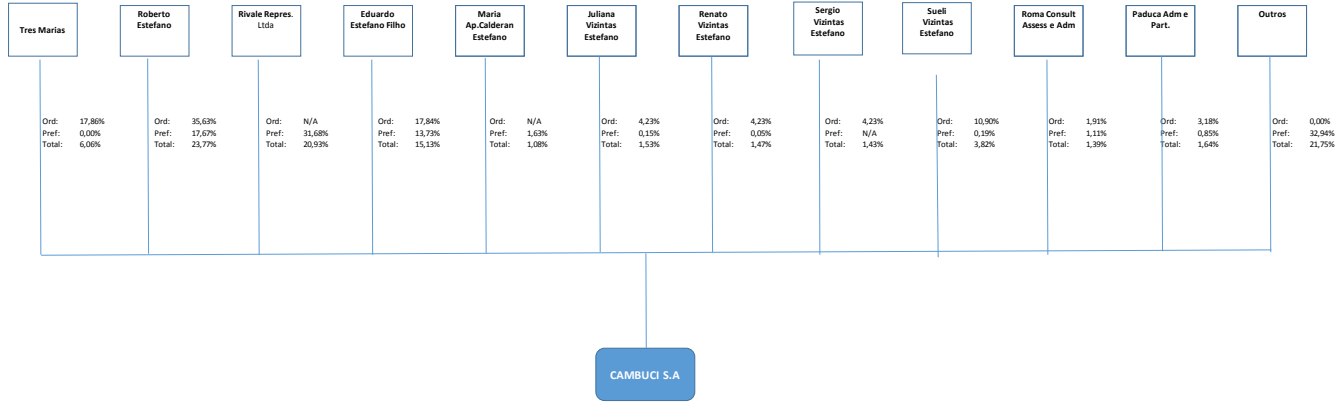 Tres Marias
Roberto
Estefano
Rivale Repres.
Ltda
Eduardo
Estefano Filho
Maria
Ap.Calderan
Estefano
Juliana
Vizintas
Estefano
Renato
Vizintas
Estefano
Sergio
Vizintas
Estefano
Sueli
Vizintas
Estefano
Roma Consult
Assess e Adm
Paduca Adm e
Part.
Outros
Ord: 17,86%
Pref: 0,00%
Total: 6,06%
Ord: 35,63%
Pref: 17,67%
Total: 23,77%
Ord: N/A
Pref: 31,68%
Total: 20,93%
Ord: 17,84%
Pref: 13,73%
Total: 15,13%
Ord: N/A
Pref: 1,63%
Total: 1,08%
Ord: 4,23%
Pref: 0,15%
Total: 1,53%
Ord: 4,23%
Pref: 0,05%
Total: 1,47%
Ord: 4,23%
Pref: N/A
Total: 1,43%
Ord: 10,90%
Pref: 0,19%
Total: 3,82%
Ord: 1,91%
Pref: 1,11%
Total: 1,39%
Ord: 3,18%
Pref: 0,85%
Total: 1,64%
Ord: 0,00%
Pref: 32,94%
Total: 21,75%
CAMBUCI S.A